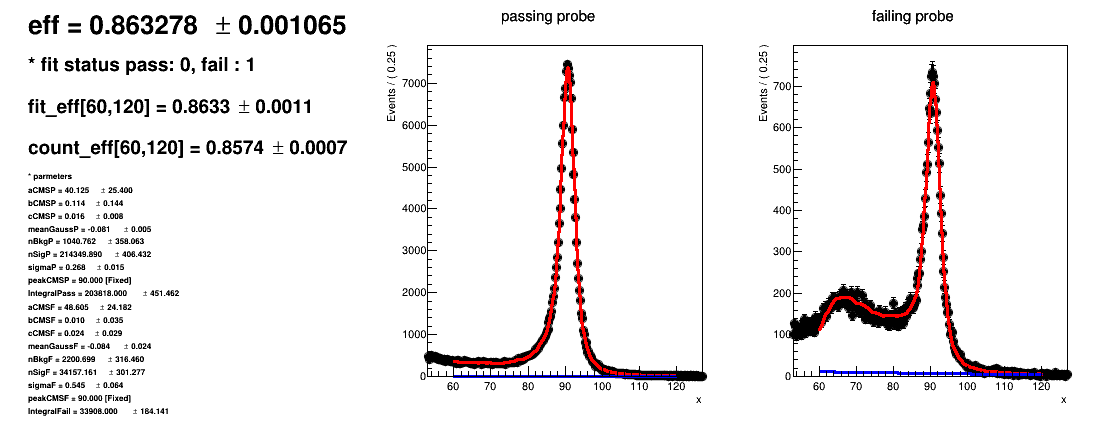 eff = 0.863278 ± 0.001065
* fit status pass: 0, fail : 1
fit_eff[60,120] = 0.8633 ± 0.0011
count_eff[60,120] = 0.8574 ± 0.0007
* parmeters
aCMSP = 40.125 ± 25.400
bCMSP = 0.114 ± 0.144
cCMSP = 0.016 ± 0.008
meanGaussP = -0.081 ± 0.005
nBkgP = 1040.762 ± 358.063
nSigP = 214349.890 ± 406.432
sigmaP = 0.268 ± 0.015
peakCMSP = 90.000 [Fixed]
IntegralPass = 203818.000 ± 451.462
aCMSF = 48.605 ± 24.182
bCMSF = 0.010 ± 0.035
cCMSF = 0.024 ± 0.029
meanGaussF = -0.084 ± 0.024
nBkgF = 2200.699 ± 316.460
nSigF = 34157.161 ± 301.277
sigmaF = 0.545 ± 0.064
peakCMSF = 90.000 [Fixed]
IntegralFail = 33908.000 ± 184.141
passing probe
Events / ( 0.25 )
7000
6000
5000
4000
3000
2000
1000
0
60 70 80 90 100 110 120
x
failing probe
Events / ( 0.25 )
700
600
500
400
300
200
100
0
60 70 80 90 100 110 120
x